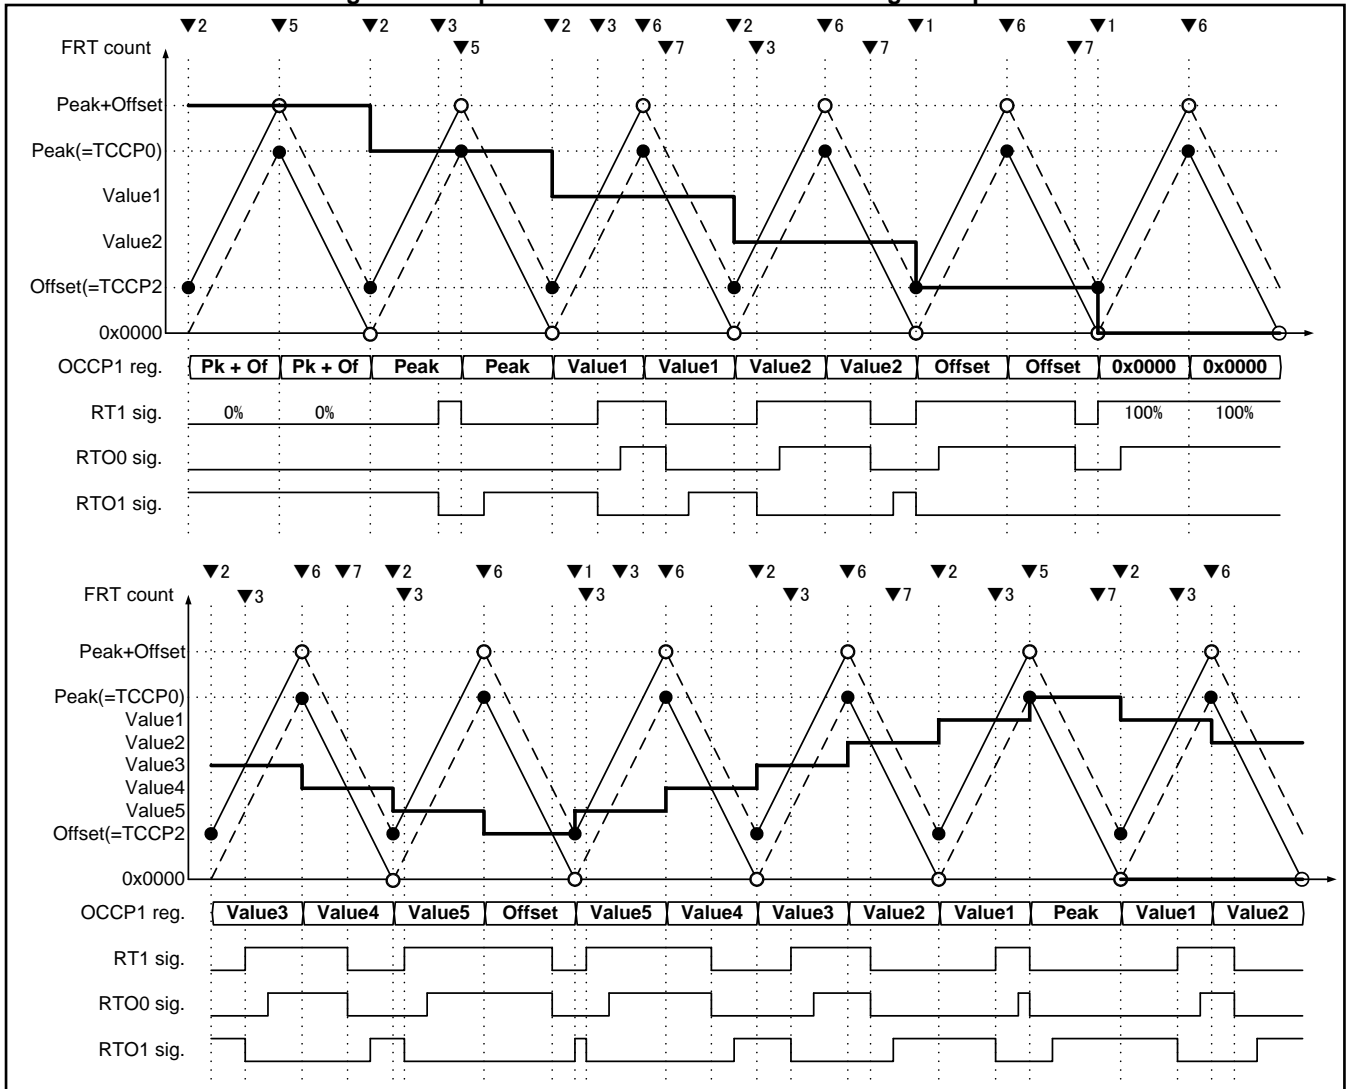 ▼2 ▼5 ▼2 ▼3 ▼2 ▼3 ▼6 ▼2 ▼6 ▼1 ▼6 ▼1 ▼6
FRT count ▼5 ▼7 ▼3 ▼7 ▼7
Peak+Offset
Peak(=TCCP0)
Value1
Value2
Offset(=TCCP2
0x0000
OCCP1 reg. Pk + Of Pk + Of Peak Peak Value1 Value1 Value2 Value2 Offset Offset 0x0000 0x0000
RT1 sig. 0% 0% 100% 100%
RTO0 sig.
RTO1 sig.
▼2 ▼6 ▼7 ▼2 ▼6 ▼1 ▼3 ▼6 ▼2 ▼6 ▼2 ▼5 ▼2 ▼6
FRT count ▼3 ▼3 ▼3 ▼3 ▼7 ▼3 ▼7 ▼3
Peak+Offset
Peak(=TCCP0)
Value1
Value2
Value3
Value4
Value5
Offset(=TCCP2
0x0000
OCCP1 reg. Value3 Value4 Value5 Offset Value5 Value4 Value3 Value2 Value1 Peak Value1 Value2
RT1 sig.
RTO0 sig.
RTO1 sig.